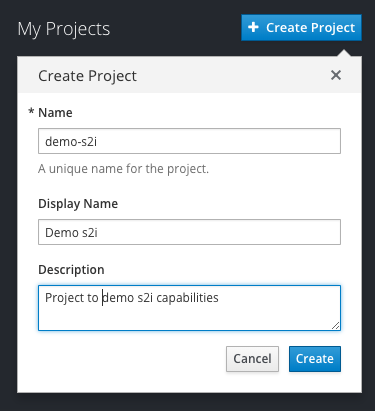 My Projects
+ Create Project
Create Project ×
* Name
demo-s2i
A unique name for the project.
Display Name
Demo s2i
Description
Project to demo s2i capabilities
Cancel Create